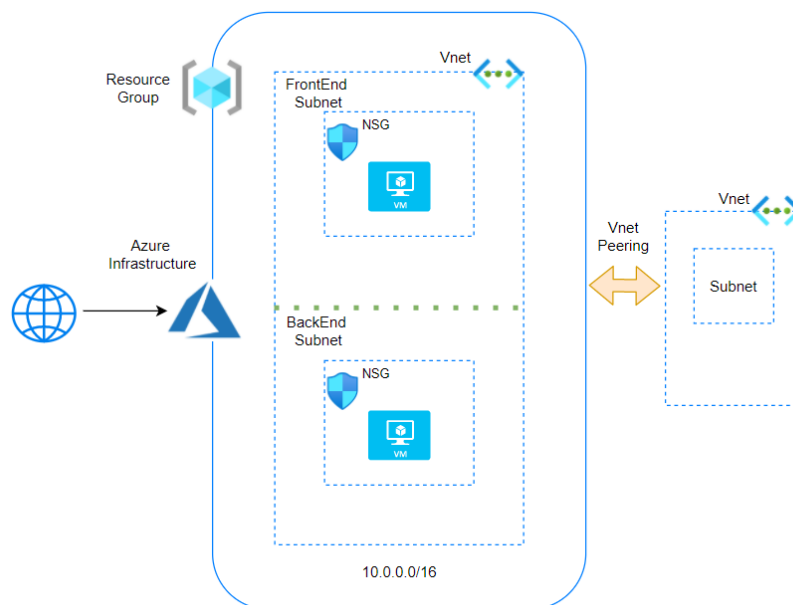 Resource
Group
Vnet
FrontEnd
Subnet
NSG
VM
Azure
Infrastructure
BackEnd
Subnet
NSG
VM
10.0.0.0/16
Vnet
Peering
Vnet
Subnet